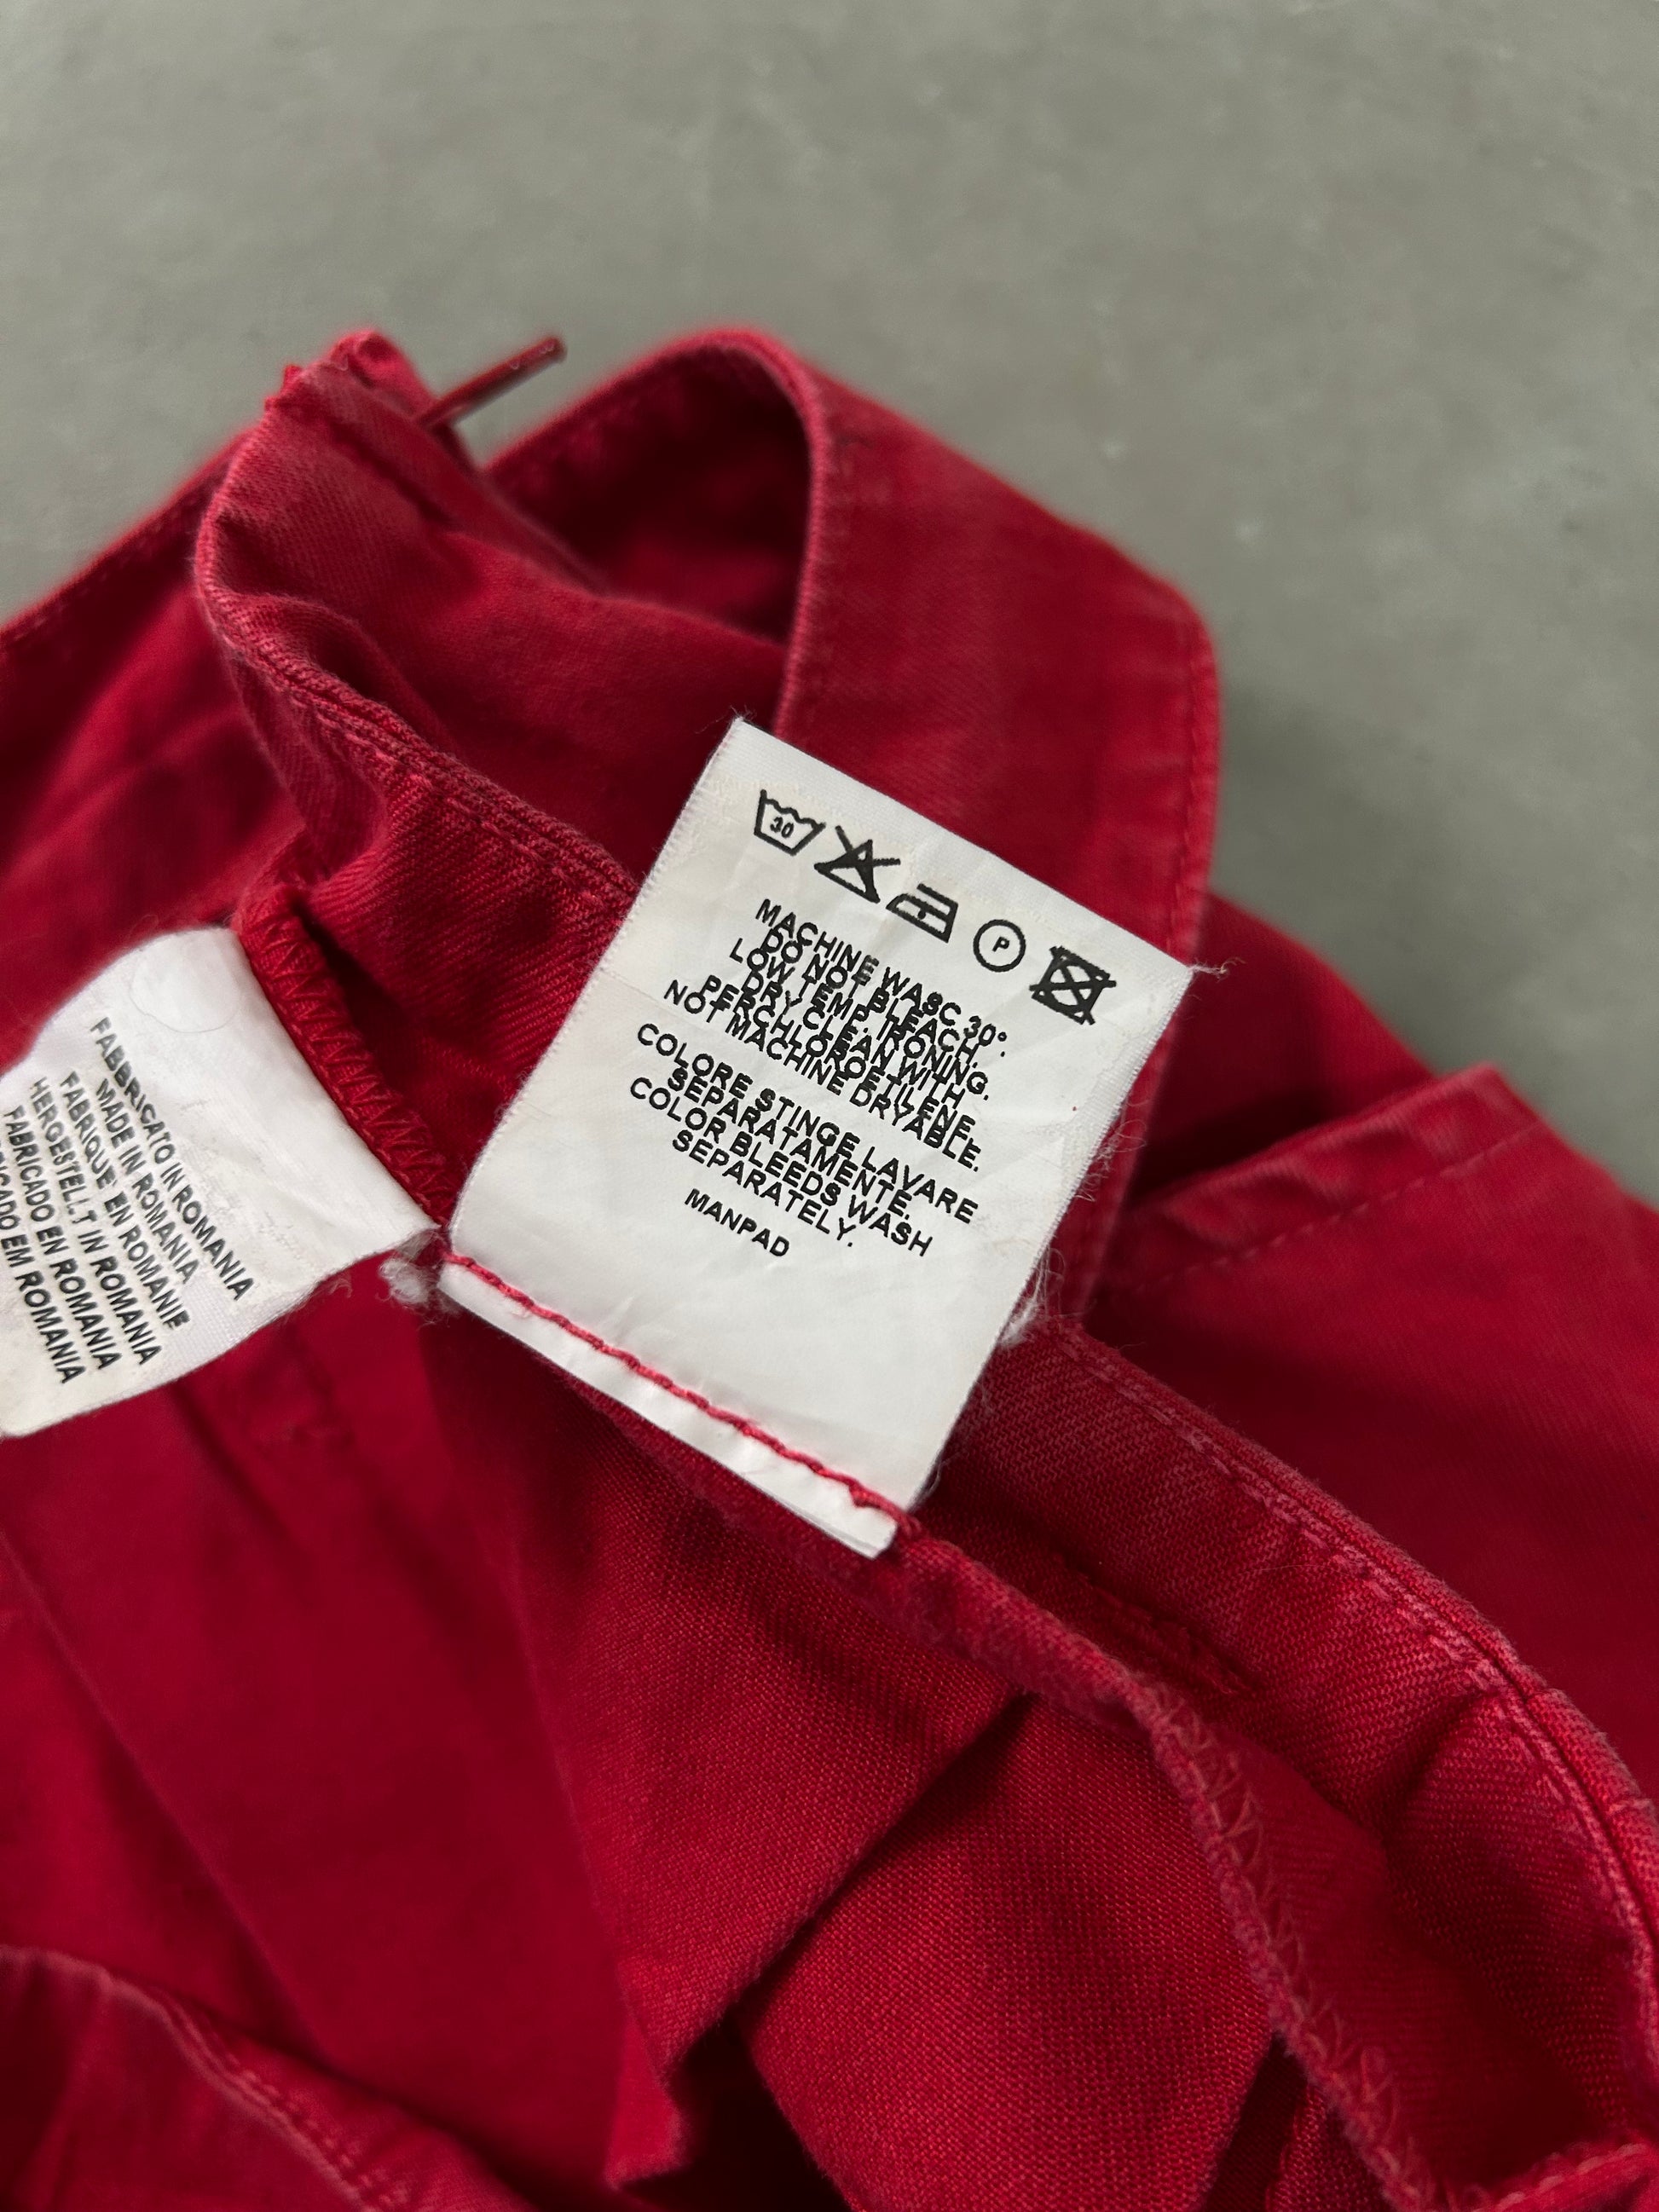 FABBRICATO IN ROMANIA
MADE IN ROMANIA
FABRIQUE' EN ROMANIE
HERGESTELLT IN ROMANIA
FABRICADO EN ROMANIA
EM ROMANIA
30
P
MACHINE WASC 30°.
DO NOT BLEACH.
LOW TEMP. IRONING.
DRY CLEAN WITH
PERCHLOROETILENE.
NOT MACHINE DRYABLE.
COLORE STINGE LAVARE
SEPARATAMENTE.
COLOR BLEEDS WASH
SEPARATELY.
MANPAD